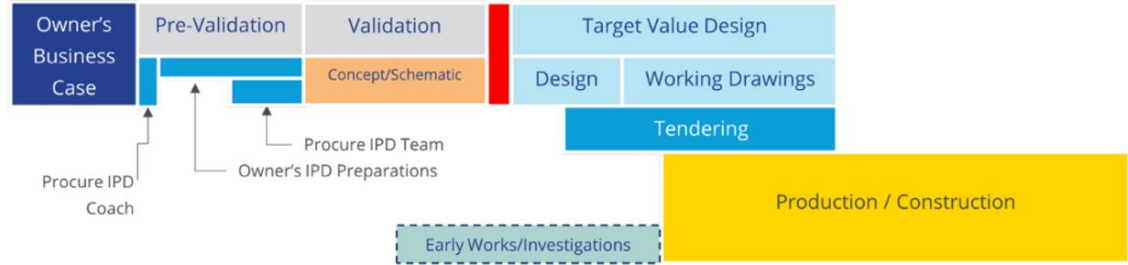 Owner's
Business
Case
Pre-Validation
Validation
Target Value Design
Concept/Schematic
Design
Working Drawings
Tendering
Procure IPD Team
Owner's IPD Preparations
Procure IPD
Coach
Production / Construction
Early Works/Investigations